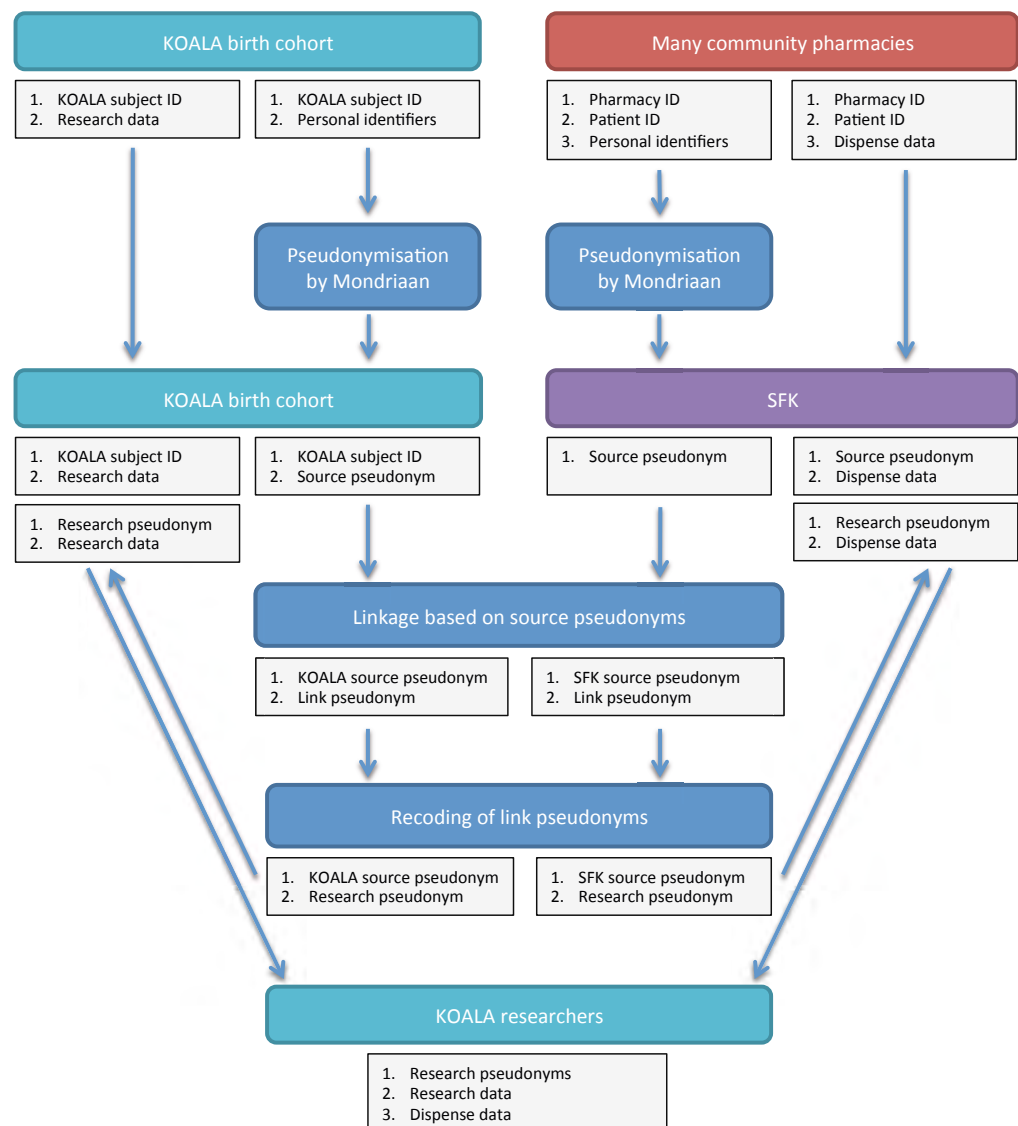 KOALA birth cohort
Many community pharmacies
1. KOALA subject ID
2. Research data
1. KOALA subject ID
2. Personal identifiers
1. Pharmacy ID
2. Patient ID
3. Personal identifiers
1. Pharmacy ID
2. Patient ID
3. Dispense data
Pseudonymisation
by Mondriaan
Pseudonymisation
by Mondriaan
KOALA birth cohort
SFK
1. KOALA subject ID
2. Research data
1. KOALA subject ID
2. Source pseudonym
1. Source pseudonym
1. Source pseudonym
2. Dispense data
1. Research pseudonym
2. Research data
1. Research pseudonym
2. Dispense data
Linkage based on source pseudonyms
1. KOALA source pseudonym
2. Link pseudonym
1. SFK source pseudonym
2. Link pseudonym
Recoding of link pseudonyms
1. KOALA source pseudonym
2. Research pseudonym
1. SFK source pseudonym
2. Research pseudonym
KOALA researchers
1. Research pseudonyms
2. Research data
3. Dispense data